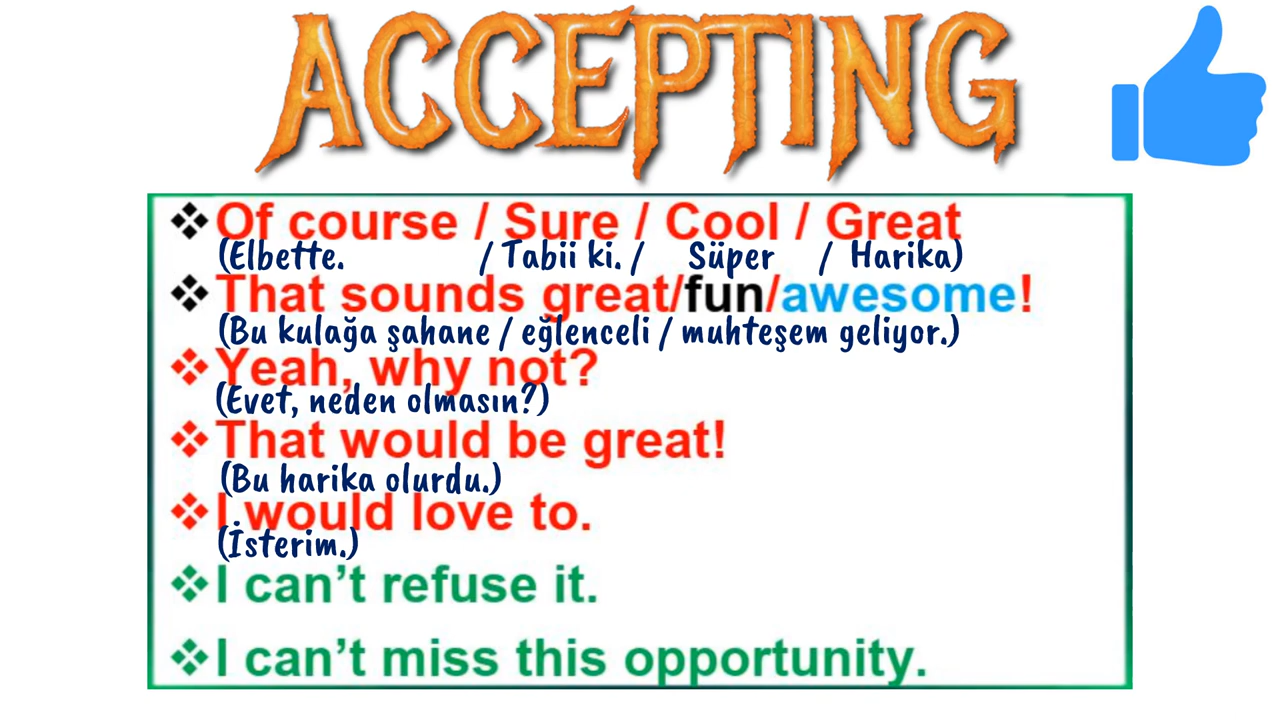 ACCEPTING
❖Of course / Sure / Cool / Great
(Elbette. / Tabii ki. / Süper / Harika)
❖That sounds great/fun/awesome!
(Bu kulağa şahane / eğlenceli / muhteşem geliyor.)
❖Yeah, why not?
(Evet, neden olmasın?)
❖That would be great!
(Bu harika olurdu.)
❖I would love to.
(İsterim.)
❖I can't refuse it.
❖I can't miss this opportunity.